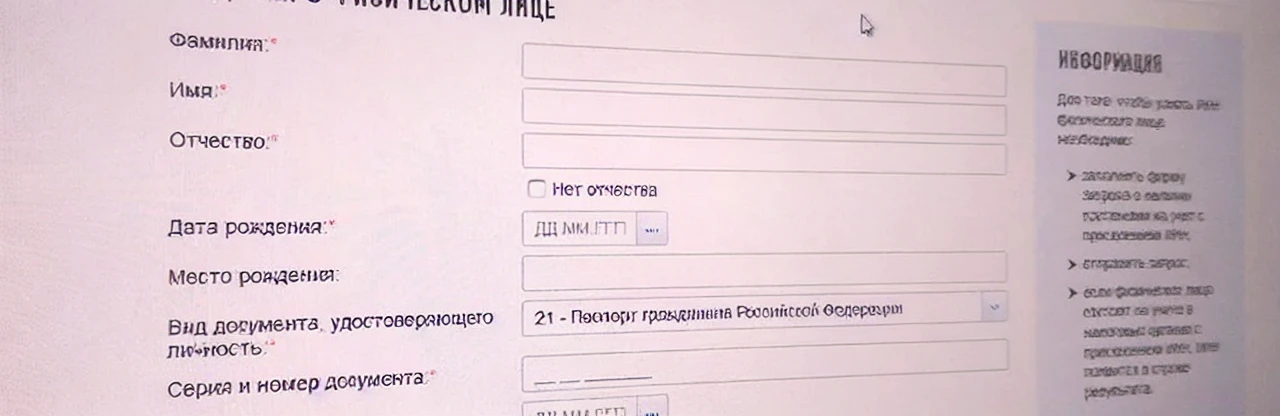 ЛИЦЕ
Фамилия:*
Имя:*
Отчество:*
Нет отчества
Дата рождения:*
ДД.ММ.ГГГГ ...
Место рождения:
Вид документа, удостоверяющего
личность:*
21 - Паспорт гражданина Российской Федерации
Серия и номер документа:*
ИНФОРМАЦИЯ
Для того, чтобы узнать ИНН
физического лица,
необходимо:
заполнить форму
запроса о наличии
постановки на учет с
присвоением ИНН;
отправить запрос;
если физическое лицо
состоит на учете в
налоговых органах с
присвоением ИНН,
появится в строке
результата.